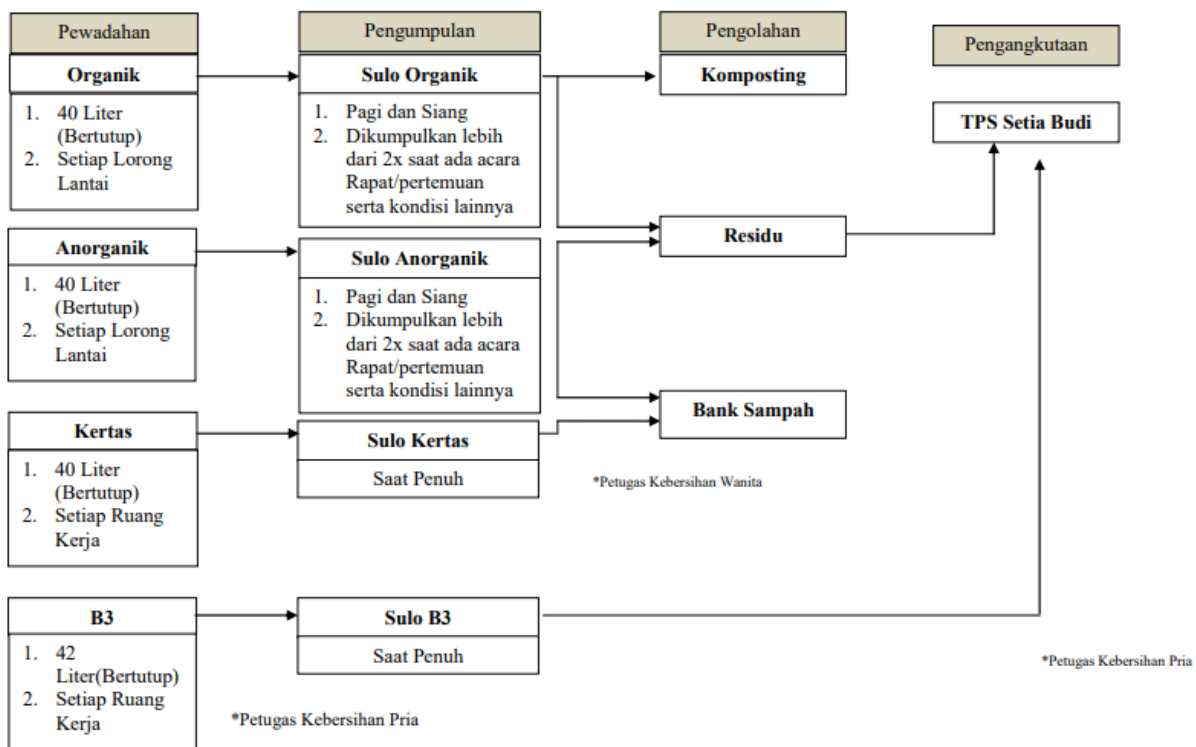 Pewadahan
Organik
1. 40 Liter
(Bertutup)
2. Setiap Lorong
Lantai
Anorganik
1. 40 Liter
(Bertutup)
2. Setiap Lorong
Lantai
Kertas
1. 40 Liter
(Bertutup)
2. Setiap Ruang
Kerja
B3
1. 42
Liter(Bertutup)
2. Setiap Ruang
Kerja
Pengumpulan
Sulo Organik
1. Pagi dan Siang
2. Dikumpulkan lebih
dari 2x saat ada acara
Rapat/pertemuan
serta kondisi lainnya
Sulo Anorganik
1. Pagi dan Siang
2. Dikumpulkan lebih
dari 2x saat ada acara
Rapat/pertemuan
serta kondisi lainnya
Sulo Kertas
Saat Penuh
Sulo B3
Saat Penuh
*Petugas Kebersihan Pria
Pengolahan
Komposting
Residu
Bank Sampah
*Petugas Kebersihan Wanita
Pengangkutaan
TPS Setia Budi
*Petugas Kebersihan Pria